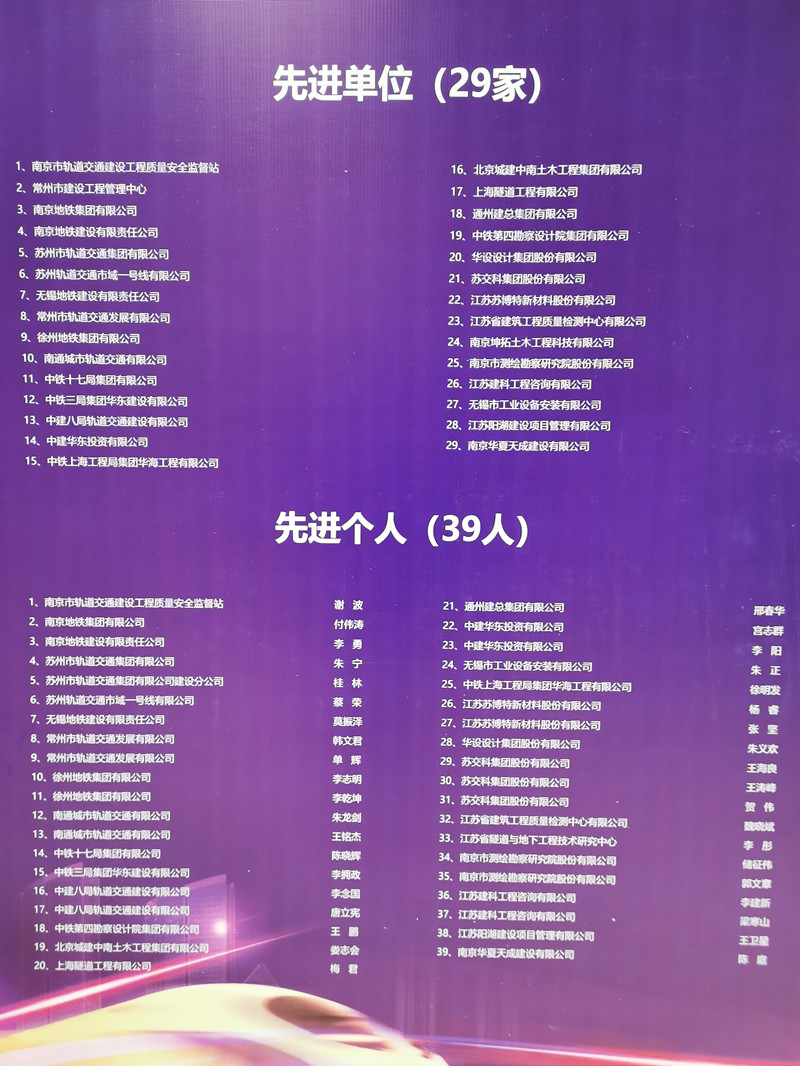 先进单位（29家）
1、南京市轨道交通建设工程质量安全监督站
2、常州市建设工程管理中心
3、南京地铁集团有限公司
4、南京地铁建设有限责任公司
5、苏州市轨道交通集团有限公司
6、苏州轨道交通市域一号线有限公司
7、无锡地铁建设有限责任公司
8、常州市轨道交通发展有限公司
9、徐州地铁集团有限公司
10、南通城市轨道交通有限公司
11、中铁十七局集团有限公司
12、中铁三局集团华东建设有限公司
13、中建八局轨道交通建设有限公司
14、中建华东投资有限公司
15、中铁上海工程局集团华海工程有限公司
16、北京城建中南土木工程集团有限公司
17、上海隧道工程有限公司
18、通州建总集团有限公司
19、中铁第四勘察设计院集团有限公司
20、华设设计集团股份有限公司
21、苏交科集团股份有限公司
22、江苏苏博特新材料股份有限公司
23、江苏省建筑工程质量检测中心有限公司
24、南京坤拓土木工程科技有限公司
25、南京市测绘勘察研究院股份有限公司
26、江苏建科工程咨询有限公司
27、无锡市工业设备安装有限公司
28、江苏阳湖建设项目管理有限公司
29、南京华夏天成建设有限公司
先进个人（39人）
1、南京市轨道交通建设工程质量安全监督站 谢 波
2、南京地铁集团有限公司 付伟涛
3、南京地铁建设有限责任公司 李 勇
4、苏州市轨道交通集团有限公司 朱 宁
5、苏州市轨道交通集团有限公司建设分公司 桂 林
6、苏州轨道交通市域一号线有限公司 蔡 荣
7、无锡地铁建设有限责任公司 莫振泽
8、常州市轨道交通发展有限公司 韩文君
9、常州市轨道交通发展有限公司 单 辉
10、徐州地铁集团有限公司 李志明
11、徐州地铁集团有限公司 李乾坤
12、南通城市轨道交通有限公司 朱龙剑
13、南通城市轨道交通有限公司 王铭杰
14、中铁十七局集团有限公司 陈晓辉
15、中铁三局集团华东建设有限公司 李拥政
16、中建八局轨道交通建设有限公司 李念国
17、中建八局轨道交通建设有限公司 唐立宪
18、中铁第四勘察设计院集团有限公司 王 鹏
19、北京城建中南土木工程集团有限公司 娄志会
20、上海隧道工程有限公司 梅 君
21、通州建总集团有限公司 邢春华
22、中建华东投资有限公司 宫志群
23、中建华东投资有限公司 李 阳
24、无锡市工业设备安装有限公司 朱 正
25、中铁上海工程局集团华海工程有限公司 徐明发
26、江苏苏博特新材料股份有限公司 杨 睿
27、江苏苏博特新材料股份有限公司 张 坚
28、华设设计集团股份有限公司 朱义欢
29、苏交科集团股份有限公司 王海良
30、苏交科集团股份有限公司 王涛峰
31、苏交科集团股份有限公司 贺 伟
32、江苏省建筑工程质量检测中心有限公司 魏晓斌
33、江苏省隧道与地下工程技术研究中心 李 彤
34、南京市测绘勘察研究院股份有限公司 储征伟
35、南京市测绘勘察研究院股份有限公司 郭文章
36、江苏建科工程咨询有限公司 李建新
37、江苏建科工程咨询有限公司 梁寒山
38、江苏阳湖建设项目管理有限公司 王卫星
39、南京华夏天成建设有限公司 陈 庭